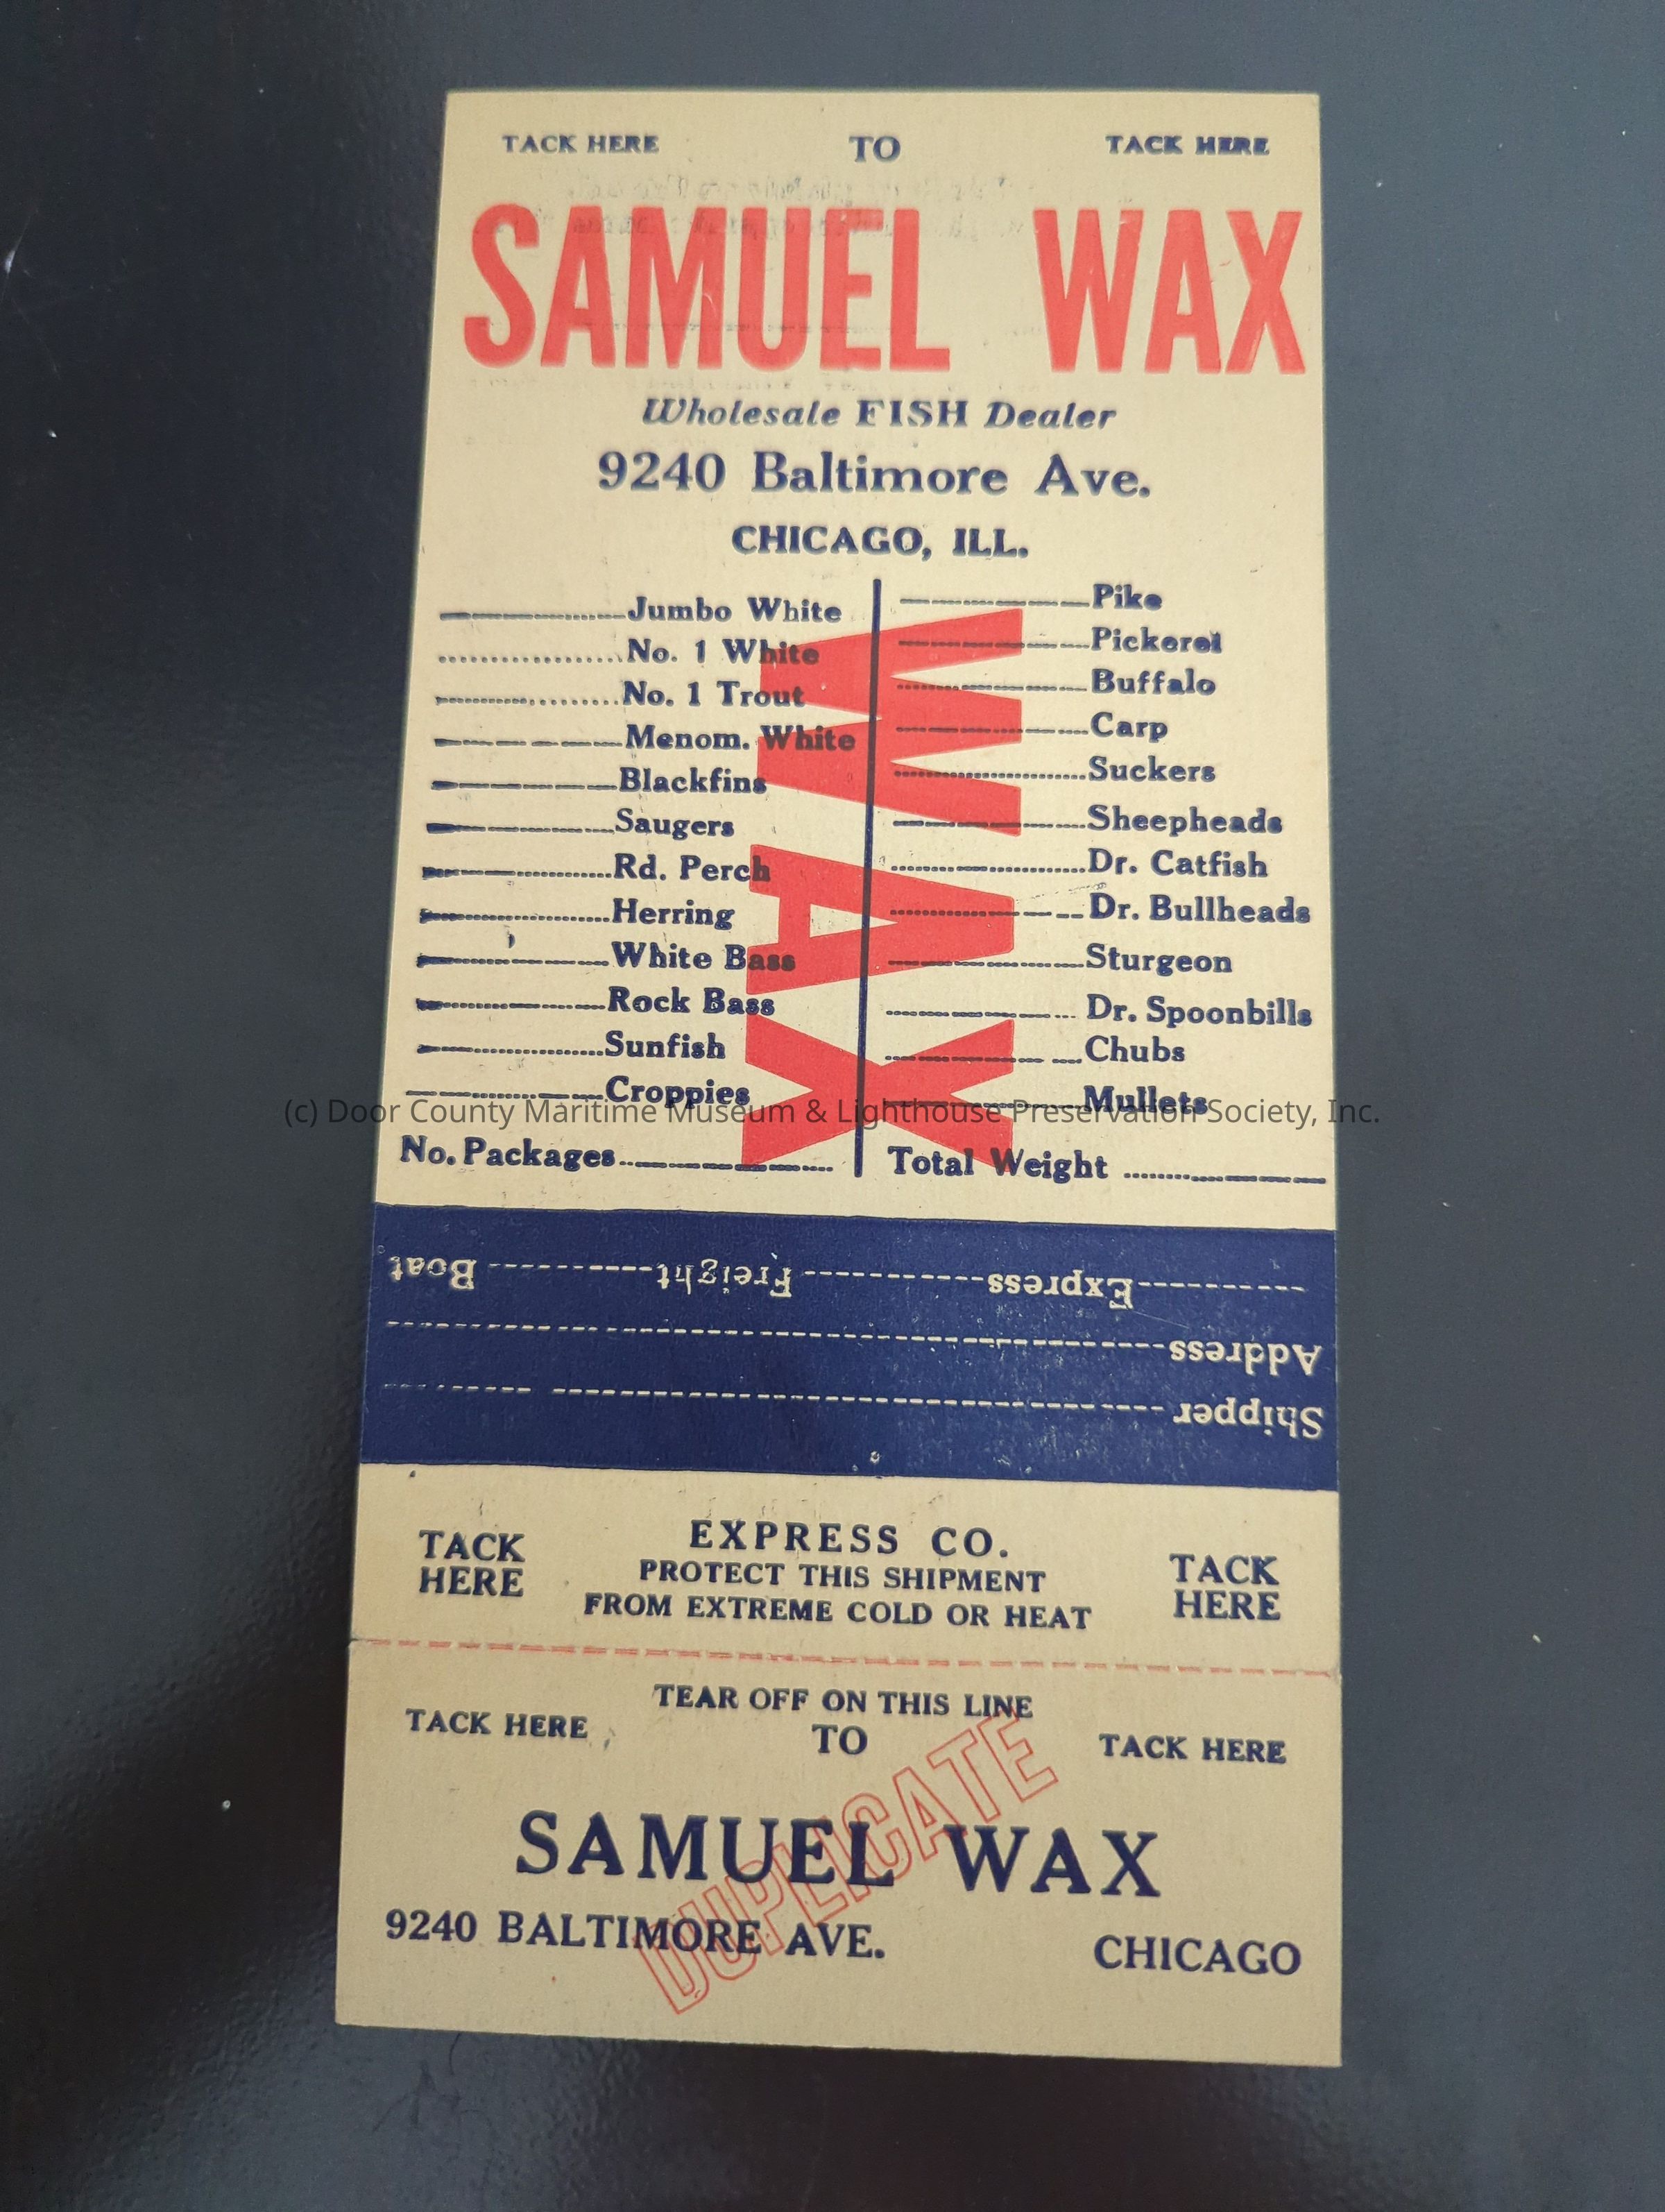 TACK HERE TO TACK HERE
SAMUEL WAX
Wholesale FISH Dealer
9240 Baltimore Ave.
CHICAGO, ILL.
Jumbo White
No. 1 White
No. 1 Trout
Menom. White
Blackfins
Saugers
Rd. Perch
Herring
White Bass
Rock Bass
Sunfish
Croppies
No. Packages
Pike
Pickerel
Buffalo
Carp
Suckers
Sheepheads
Dr. Catfish
Dr. Bullheads
Sturgeon
Dr. Spoonbills
Chubs
Mullets
Total Weight
WAX
(c) Door County Maritime Museum & Lighthouse Preservation Society, Inc.
Shipper
Address
Express Freight Boat
TACK HERE
EXPRESS CO.
PROTECT THIS SHIPMENT
FROM EXTREME COLD OR HEAT
TACK HERE
TEAR OFF ON THIS LINE
TACK HERE TO TACK HERE
SAMUEL WAX
DUPLICATE
9240 BALTIMORE AVE. CHICAGO